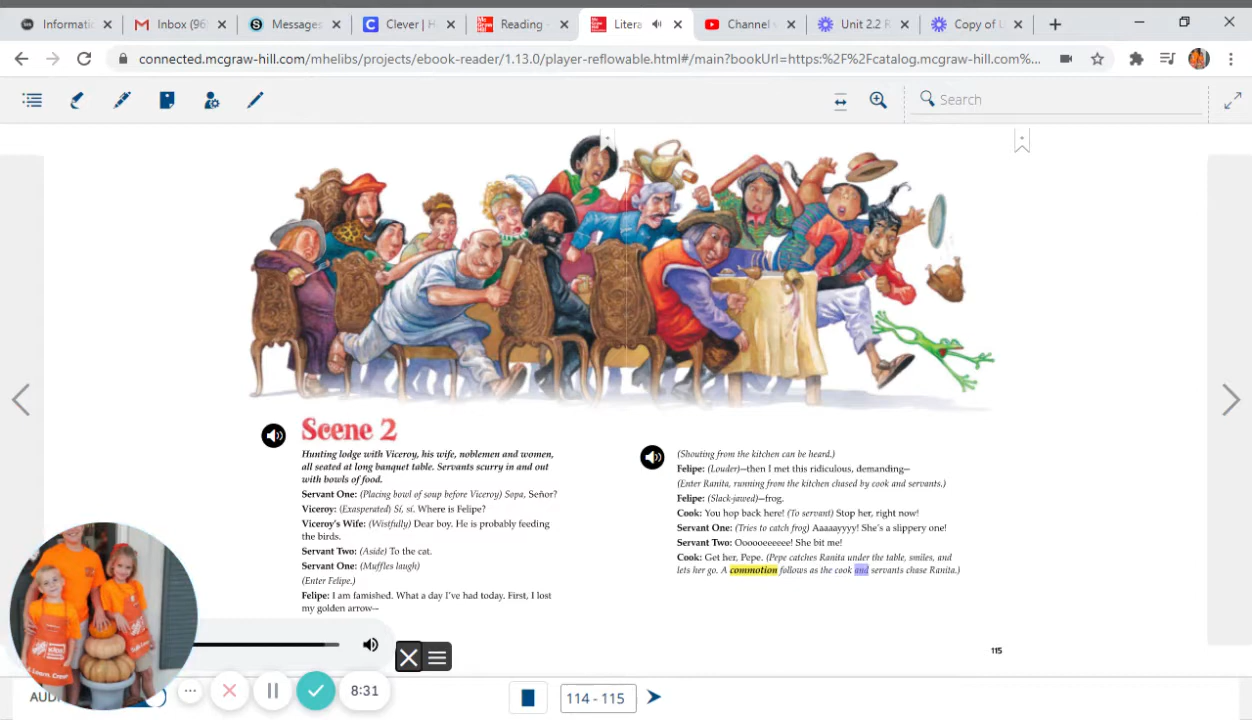 Informatic
Inbox (96
Messages
Clever | H
Reading -
Litera
Channel
Unit 2.2 R
Copy of U
connected.mcgraw-hill.com/mhelibs/projects/ebook-reader/1.13.0/player-reflowable.html#/main?bookUrl=https:%2F%2Fcatalog.mcgraw-hill.com%...
Search
Scene 2
Hunting lodge with Viceroy, his wife, noblemen and women,
all seated at long banquet table. Servants scurry in and out
with bowls of food.
Servant One: (Placing bowl of soup before Viceroy) Sopa, Señor?
Viceroy: (Exasperated) Sí, sí. Where is Felipe?
Viceroy's Wife: (Wistfully) Dear boy. He is probably feeding
the birds.
Servant Two: (Aside) To the cat.
Servant One: (Muffles laugh)
(Enter Felipe.)
Felipe: I am famished. What a day I've had today. First, I lost
my golden arrow—
(Shouting from the kitchen can be heard.)
Felipe: (Louder)—then I met this ridiculous, demanding—
(Enter Ranita, running from the kitchen chased by cook and servants.)
Felipe: (Slack-jawed)—frog.
Cook: You hop back here! (To servant) Stop her, right now!
Servant One: (Tries to catch frog) Aaaaayyyy! She's a slippery one!
Servant Two: Oooooeeeeee! She bit me!
Cook: Get her, Pepe. (Pepe catches Ranita under the table, smiles, and
lets her go. A commotion follows as the cook and servants chase Ranita.)
115
AUD
8:31
114 - 115